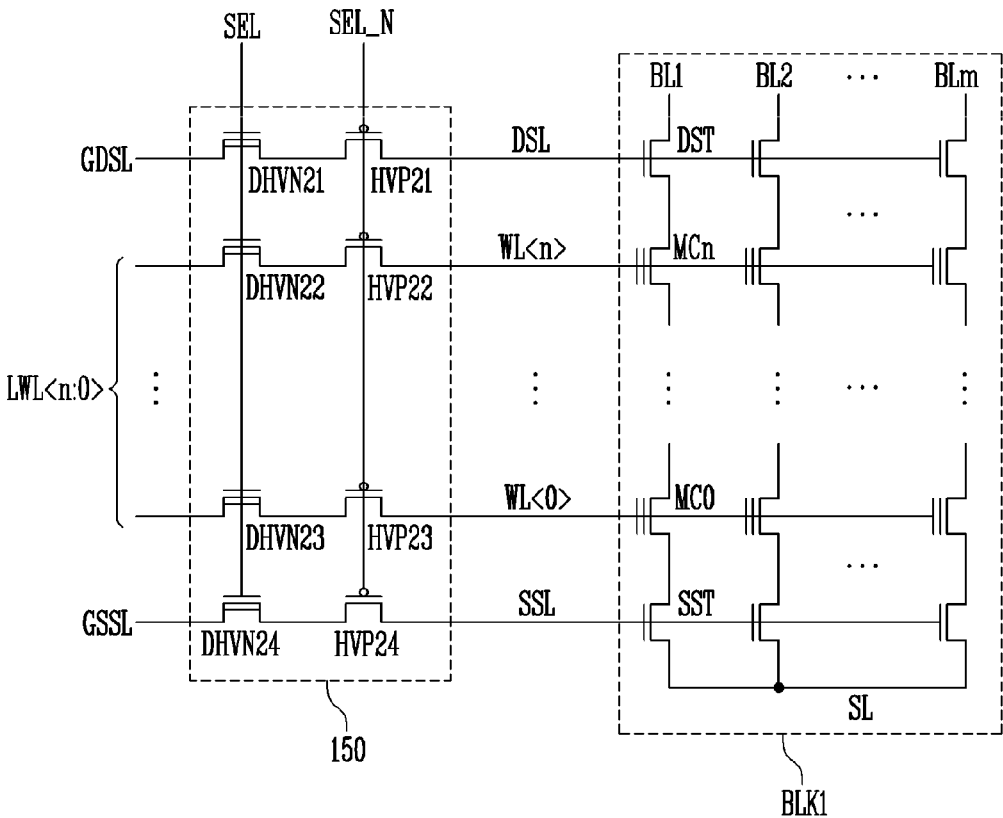 SEL SEL_N
BL1 BL2 ... BLm
GDSL DSL DST
DHVN21 HVP21
...
WL<n> MCn
DHVN22 HVP22
LWL<n:0>
...
WL<0> MC0
DHVN23 HVP23
...
GSSL SSL SST
DHVN24 HVP24
SL
150
BLK1